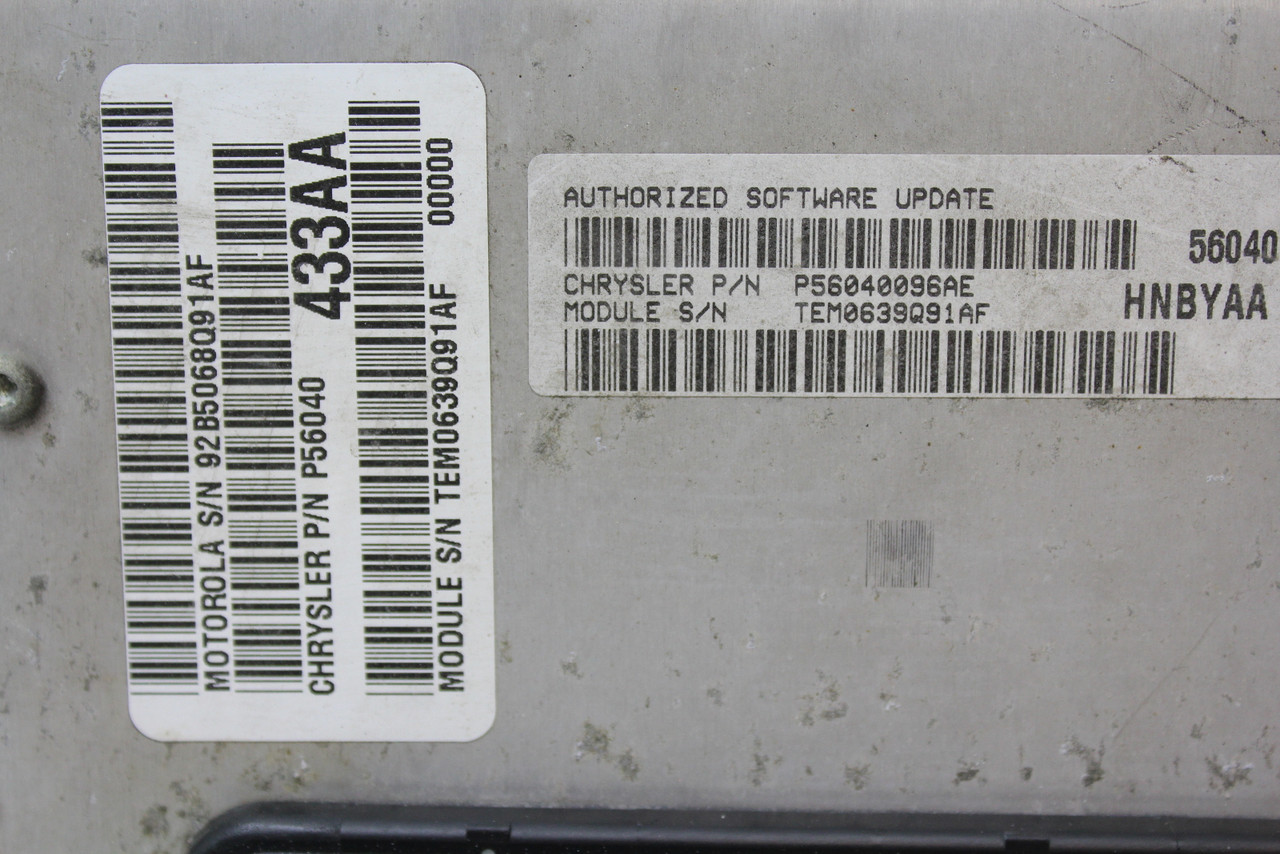 MOTOROLA S/N 92B5068Q91AF
CHRYSLER P/N P56040 433AA
MODULE S/N TEM0639Q91AF 00000
AUTHORIZED SOFTWARE UPDATE
56040
CHRYSLER P/N P56040096AE
HNBYAA
MODULE S/N TEM0639Q91AF